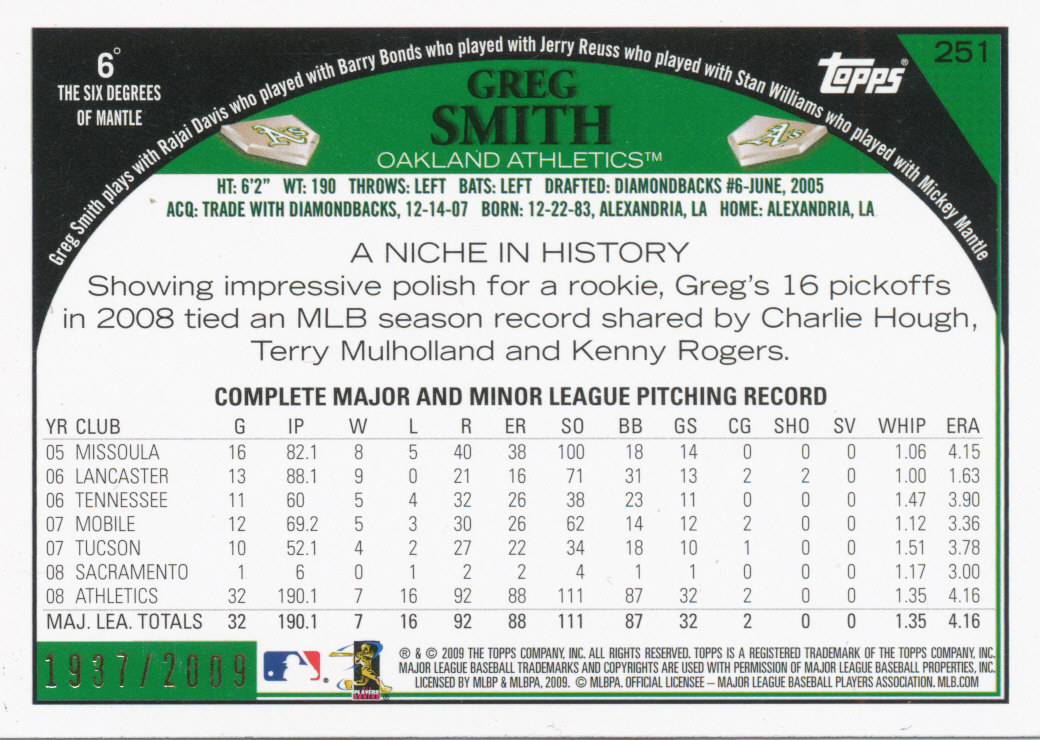 6°
THE SIX DEGREES
OF MANTLE
Greg Smith plays with Rajai Davis who played with Barry Bonds who played with Jerry Reuss who played with Stan Williams who played with Mickey Mantle
TOPPS®
251
GREG
SMITH
OAKLAND ATHLETICS™
A's
A's
HT: 6'2" WT: 190 THROWS: LEFT BATS: LEFT DRAFTED: DIAMONDBACKS #6-JUNE, 2005
ACQ: TRADE WITH DIAMONDBACKS, 12-14-07 BORN: 12-22-83, ALEXANDRIA, LA HOME: ALEXANDRIA, LA
A NICHE IN HISTORY
Showing impressive polish for a rookie, Greg's 16 pickoffs
in 2008 tied an MLB season record shared by Charlie Hough,
Terry Mulholland and Kenny Rogers.
COMPLETE MAJOR AND MINOR LEAGUE PITCHING RECORD
YR CLUB G IP W L R ER SO BB GS CG SHO SV WHIP ERA
05 MISSOULA 16 82.1 8 5 40 38 100 18 14 0 0 0 1.06 4.15
06 LANCASTER 13 88.1 9 0 21 16 71 31 13 2 2 0 1.00 1.63
06 TENNESSEE 11 60 5 4 32 26 38 23 11 0 0 0 1.47 3.90
07 MOBILE 12 69.2 5 3 30 26 62 14 12 2 0 0 1.12 3.36
07 TUCSON 10 52.1 4 2 27 22 34 18 10 1 0 0 1.51 3.78
08 SACRAMENTO 1 6 0 1 2 2 4 1 1 0 0 0 1.17 3.00
08 ATHLETICS 32 190.1 7 16 92 88 111 87 32 2 0 0 1.35 4.16
MAJ. LEA. TOTALS 32 190.1 7 16 92 88 111 87 32 2 0 0 1.35 4.16
1937/2009
PLAYERS
® & © 2009 THE TOPPS COMPANY, INC. ALL RIGHTS RESERVED. TOPPS IS A REGISTERED TRADEMARK OF THE TOPPS COMPANY, INC.
MAJOR LEAGUE BASEBALL TRADEMARKS AND COPYRIGHTS ARE USED WITH PERMISSION OF MAJOR LEAGUE BASEBALL PROPERTIES, INC.
LICENSED BY MLBP & MLBPA, 2009. © MLBPA. OFFICIAL LICENSEE – MAJOR LEAGUE BASEBALL PLAYERS ASSOCIATION. MLB.COM